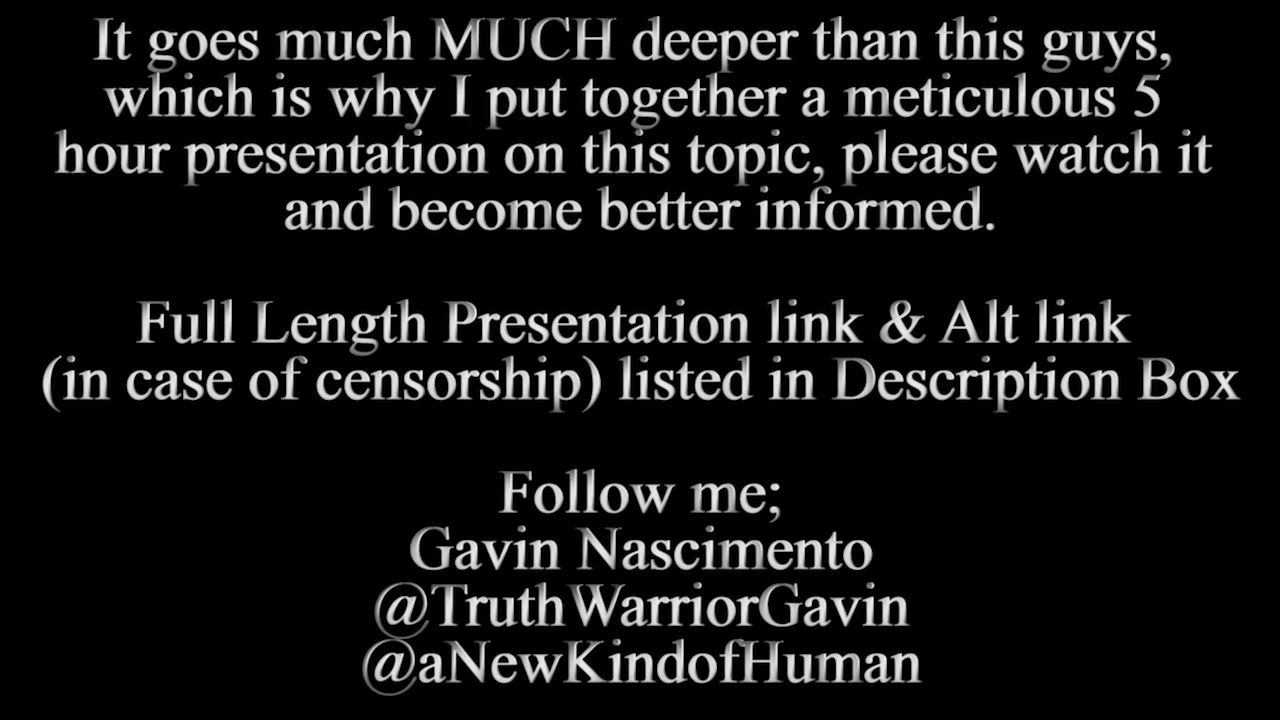 It goes much MUCH deeper than this guys,
which is why I put together a meticulous 5
hour presentation on this topic, please watch it
and become better informed.
Full Length Presentation link & Alt link
(in case of censorship) listed in Description Box
Follow me;
Gavin Nascimento
@TruthWarriorGavin
@aNewKindofHuman